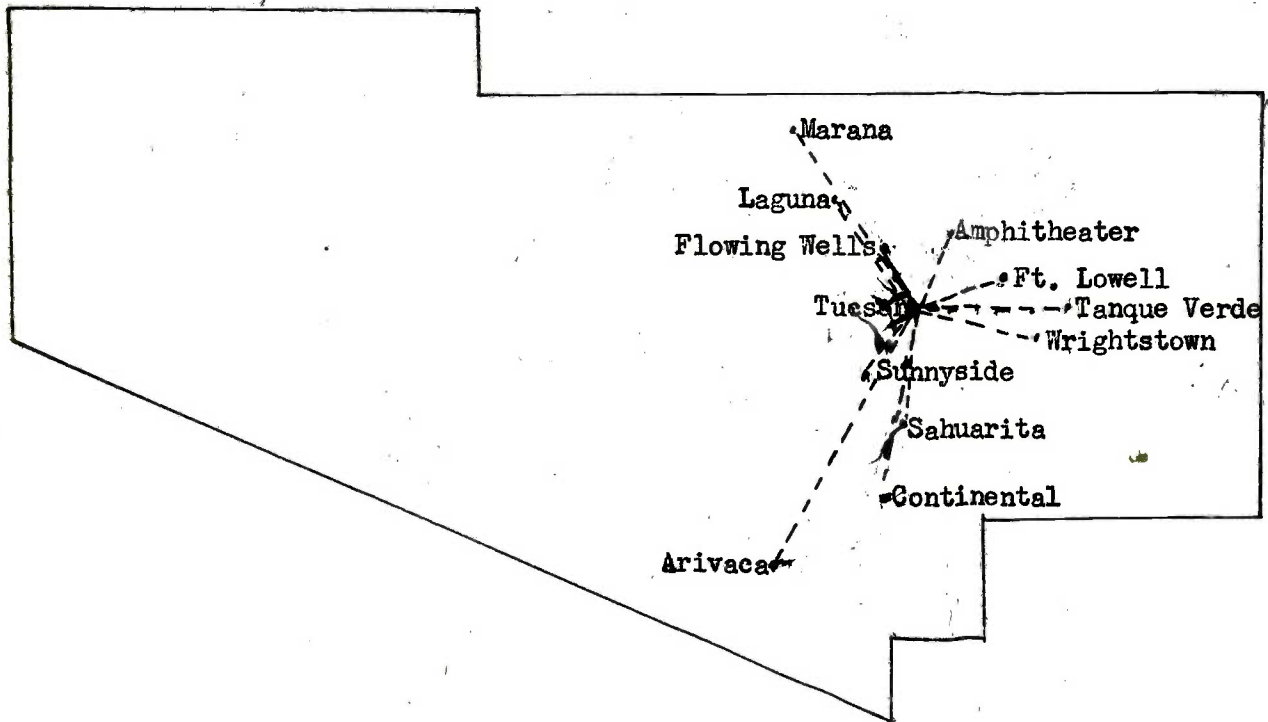 Marana
Laguna
Amphitheater
Flowing Wells
Ft. Lowell
Tucson
Tanque Verde
Wrightstown
Sunnyside
Sahuarita
Continental
Arivaca